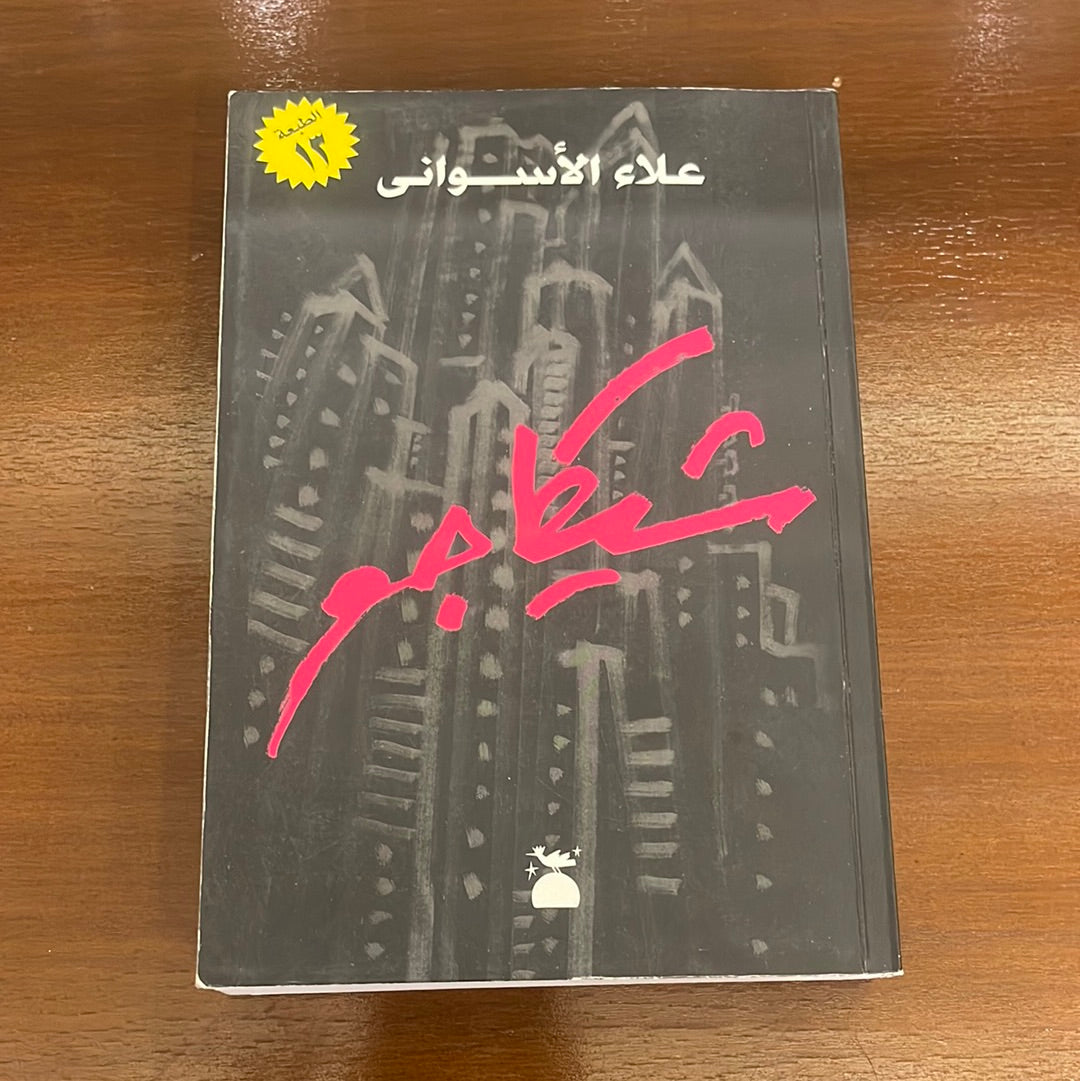 الطبعة
١٣
علاء الأسوانى
شيكاجو